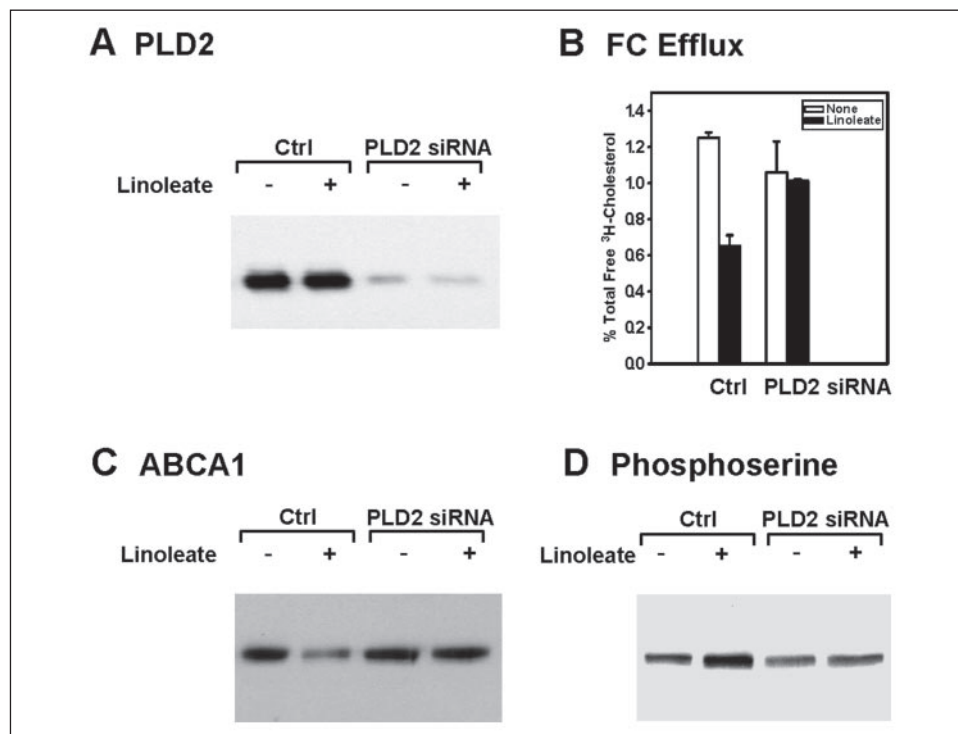 A PLD2
Ctrl PLD2 siRNA
Linoleate - + - +
B FC Efflux
% Total Free ³H-Cholesterol
1.4
1.2
1.0
0.8
0.6
0.4
0.2
0.0
None
Linoleate
Ctrl PLD2 siRNA
C ABCA1
Ctrl PLD2 siRNA
Linoleate - + - +
D Phosphoserine
Ctrl PLD2 siRNA
Linoleate - + - +